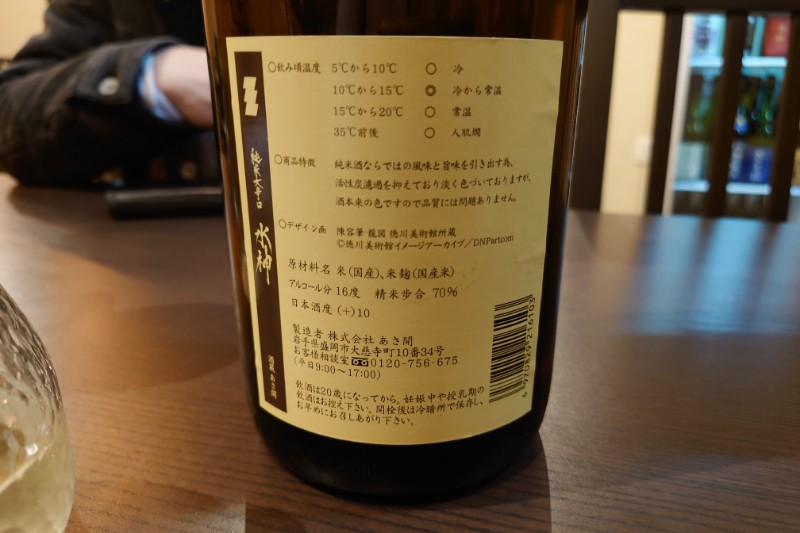 ○飲み頃温度 5℃から10℃ ○ 冷
10℃から15℃ ◎ 冷から常温
15℃から20℃ ○ 常温
35℃前後 ○ 人肌燗
○商品特徴 純米酒ならではの風味と旨味を引き出す為、
活性炭濾過を抑えており淡く色づいておりますが、
酒本来の色ですので品質には問題ありません。
○デザイン画 陳容筆 龍図 徳川美術館所蔵
©徳川美術館イメージアーカイブ/DNPartcom
原材料名 米(国産)、米麹(国産米)
アルコール分 16度 精米歩合 70%
日本酒度 (+)10
製造者 株式会社 あさ開
岩手県盛岡市大慈寺町10番34号
お客様相談室 0120-756-675
(平日9:00〜17:00)
飲酒は20歳になってから。妊娠中や授乳期の
飲酒はお控え下さい。開栓後は冷暗所で保存し、
お早めにお召しあがり下さい。
純米大辛口 水神
酒蔵 あさ開
4 970829 216103